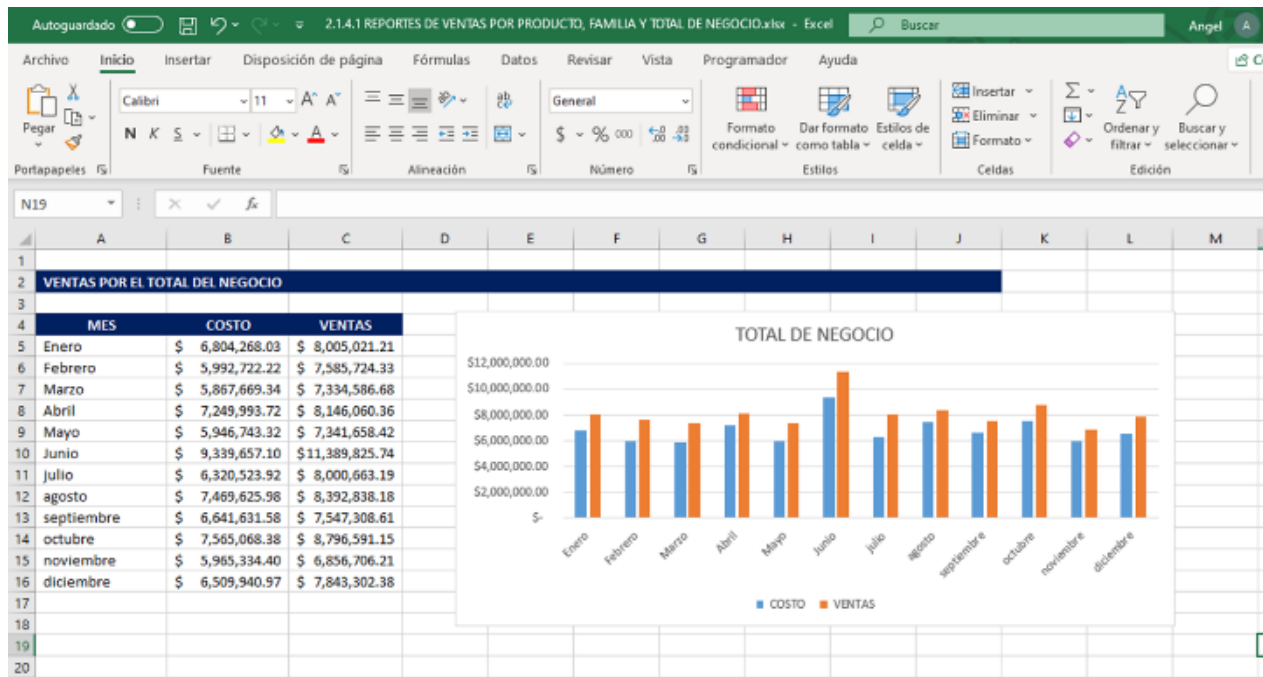 Autoguardado 2.1.4.1 REPORTES DE VENTAS POR PRODUCTO, FAMILIA Y TOTAL DE NEGOCIO.xlsx - Excel Buscar Angel A
Archivo Inicio Insertar Disposición de página Fórmulas Datos Revisar Vista Programador Ayuda
Pegar Calibri 11 General Formato condicional Dar formato como tabla Estilos de celda Insertar Eliminar Formato Ordenar y filtrar Buscar y seleccionar
N K S $ % 000
Portapapeles Fuente Alineación Número Estilos Celdas Edición
N19 fx
A B C D E F G H I J K L M
1
2 VENTAS POR EL TOTAL DEL NEGOCIO
3
4 MES COSTO VENTAS
5 Enero $ 6,804,268.03 $ 8,005,021.21
6 Febrero $ 5,992,722.22 $ 7,585,724.33
7 Marzo $ 5,867,669.34 $ 7,334,586.68
8 Abril $ 7,249,993.72 $ 8,146,060.36
9 Mayo $ 5,946,743.32 $ 7,341,658.42
10 Junio $ 9,339,657.10 $11,389,825.74
11 julio $ 6,320,523.92 $ 8,000,663.19
12 agosto $ 7,469,625.98 $ 8,392,838.18
13 septiembre $ 6,641,631.58 $ 7,547,308.61
14 octubre $ 7,565,068.38 $ 8,796,591.15
15 noviembre $ 5,965,334.40 $ 6,856,706.21
16 diciembre $ 6,509,940.97 $ 7,843,302.38
17
18
19
20
TOTAL DE NEGOCIO
$12,000,000.00
$10,000,000.00
$8,000,000.00
$6,000,000.00
$4,000,000.00
$2,000,000.00
$-
Enero Febrero Marzo Abril Mayo Junio julio agosto septiembre octubre noviembre diciembre
COSTO VENTAS